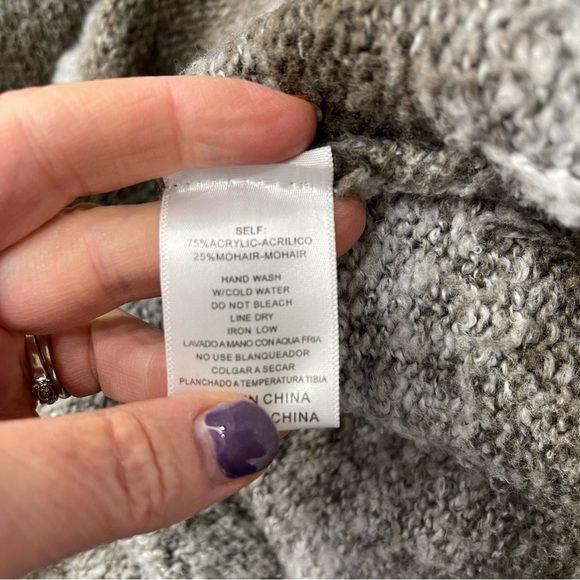 SELF:
75%ACRYLIC-ACRILICO
25%MOHAIR-MOHAIR
HAND WASH
W/COLD WATER
DO NOT BLEACH
LINE DRY
IRON LOW
LAVADO A MANO CON AQUA FRIA
NO USE BLANQUEADOR
COLGAR A SECAR
PLANCHADO A TEMPERATURA TIBIA
IN CHINA
CHINA